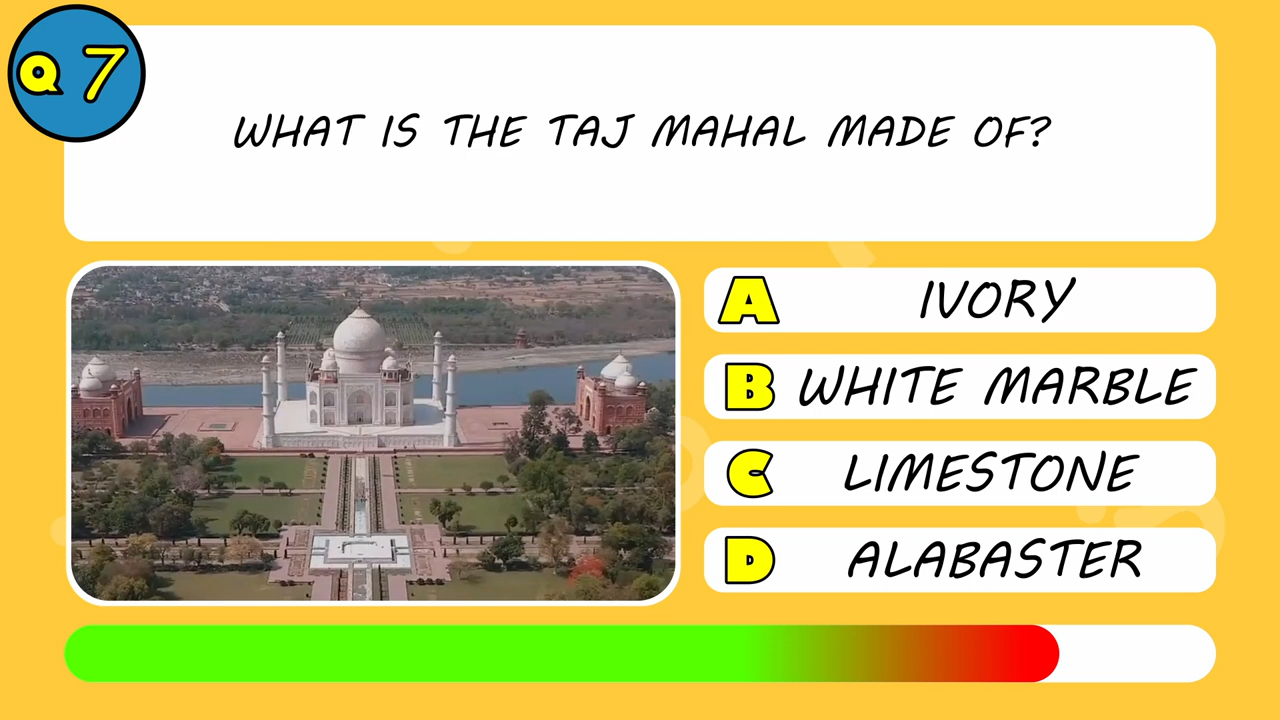 Q 7
WHAT IS THE TAJ MAHAL MADE OF?
A IVORY
B WHITE MARBLE
C LIMESTONE
D ALABASTER